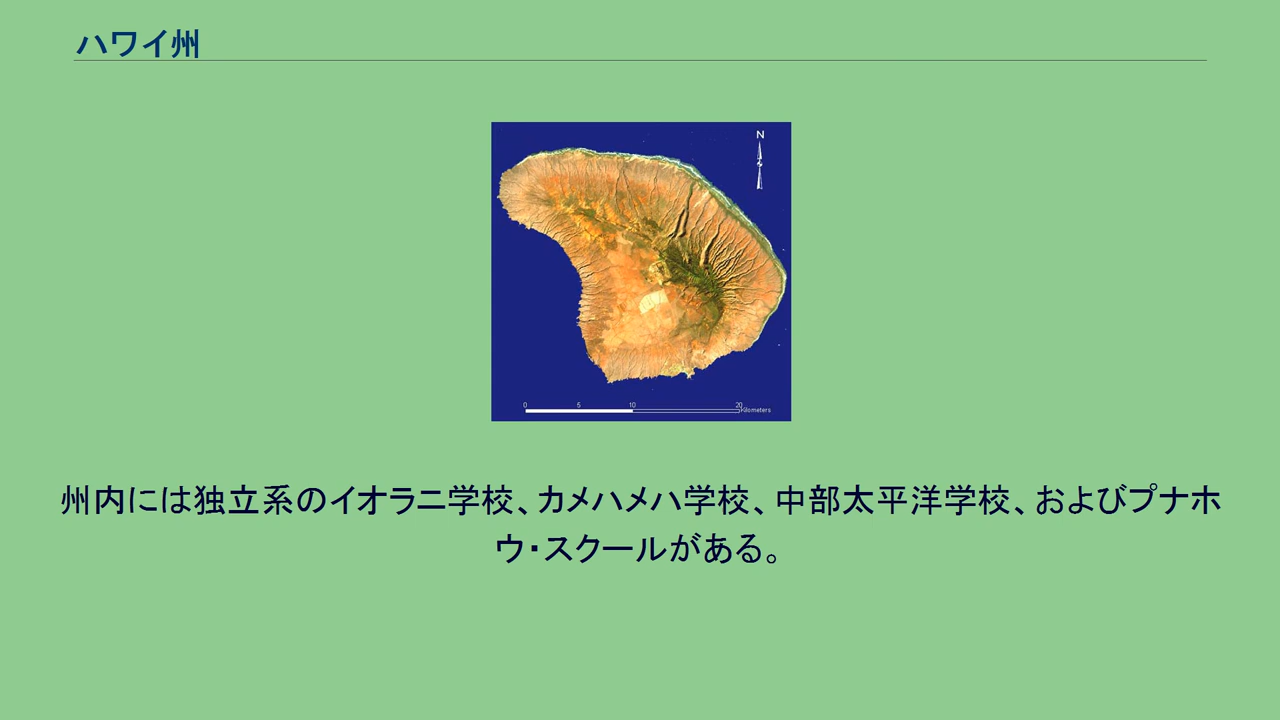 ハワイ州
N
0 5 10 20
Kilometers
州内には独立系のイオラニ学校、カメハメハ学校、中部太平洋学校、およびプナホ
ウ・スクールがある。